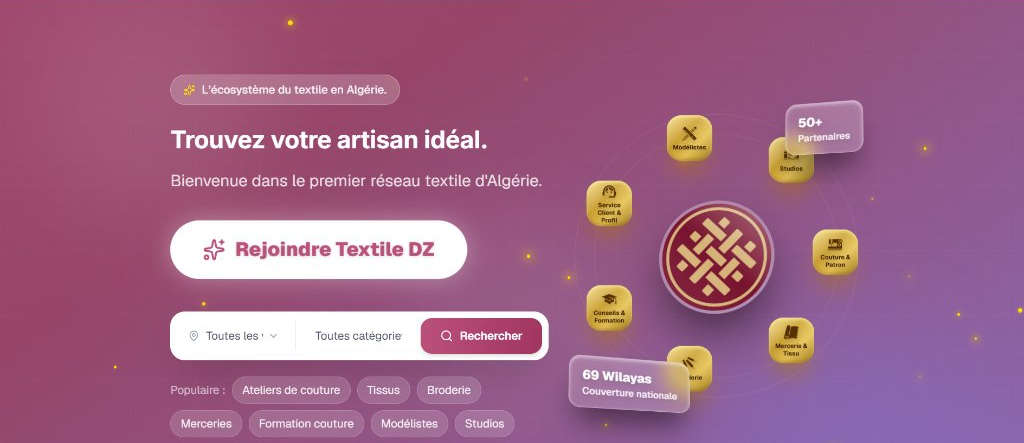 L'écosystème du textile en Algérie.
Trouvez votre artisan idéal.
Bienvenue dans le premier réseau textile d'Algérie.
Rejoindre Textile DZ
Toutes les
Toutes catégorie
Rechercher
Populaire :
Ateliers de couture
Tissus
Broderie
Merceries
Formation couture
Modélistes
Studios
50+
Partenaires
Modélistes
Studios
Service
Client &
Profil
Couture &
Patron
Conseils &
Formation
Mercerie &
Tissu
69 Wilayas
Couverture nationale